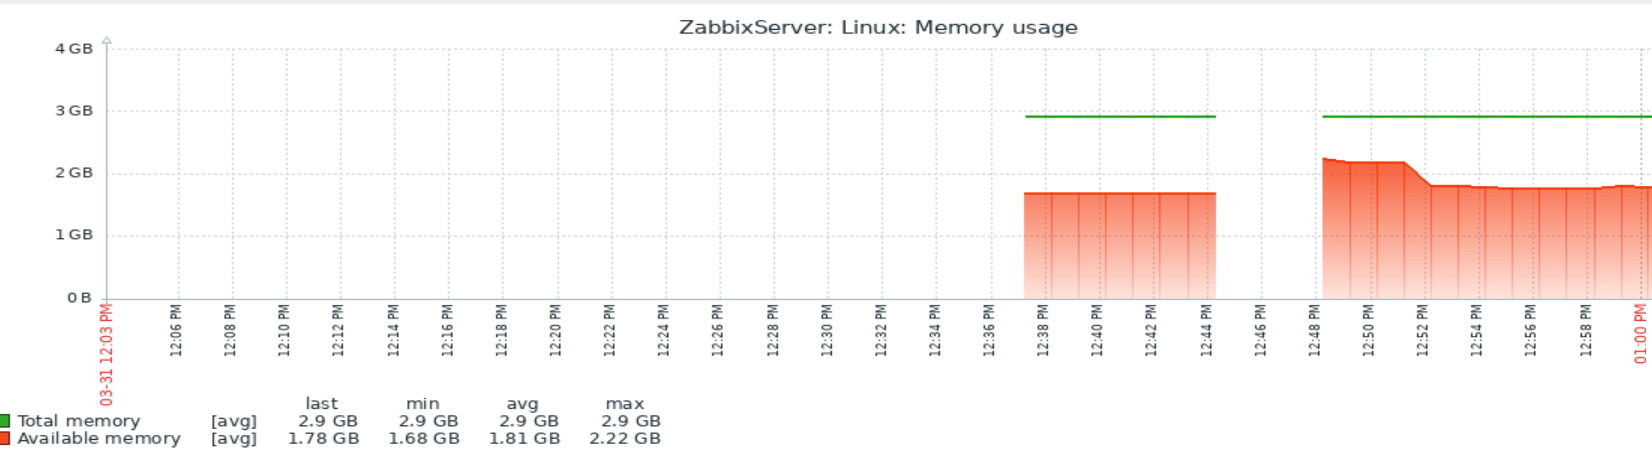 ZabbixServer: Linux: Memory usage
4 GB
3 GB
2 GB
1 GB
0 B
03-31 12:03 PM
12:06 PM
12:08 PM
12:10 PM
12:12 PM
12:14 PM
12:16 PM
12:18 PM
12:20 PM
12:22 PM
12:24 PM
12:26 PM
12:28 PM
12:30 PM
12:32 PM
12:34 PM
12:36 PM
12:38 PM
12:40 PM
12:42 PM
12:44 PM
12:46 PM
12:48 PM
12:50 PM
12:52 PM
12:54 PM
12:56 PM
12:58 PM
01:00 PM
last min avg max
Total memory [avg] 2.9 GB 2.9 GB 2.9 GB 2.9 GB
Available memory [avg] 1.78 GB 1.68 GB 1.81 GB 2.22 GB